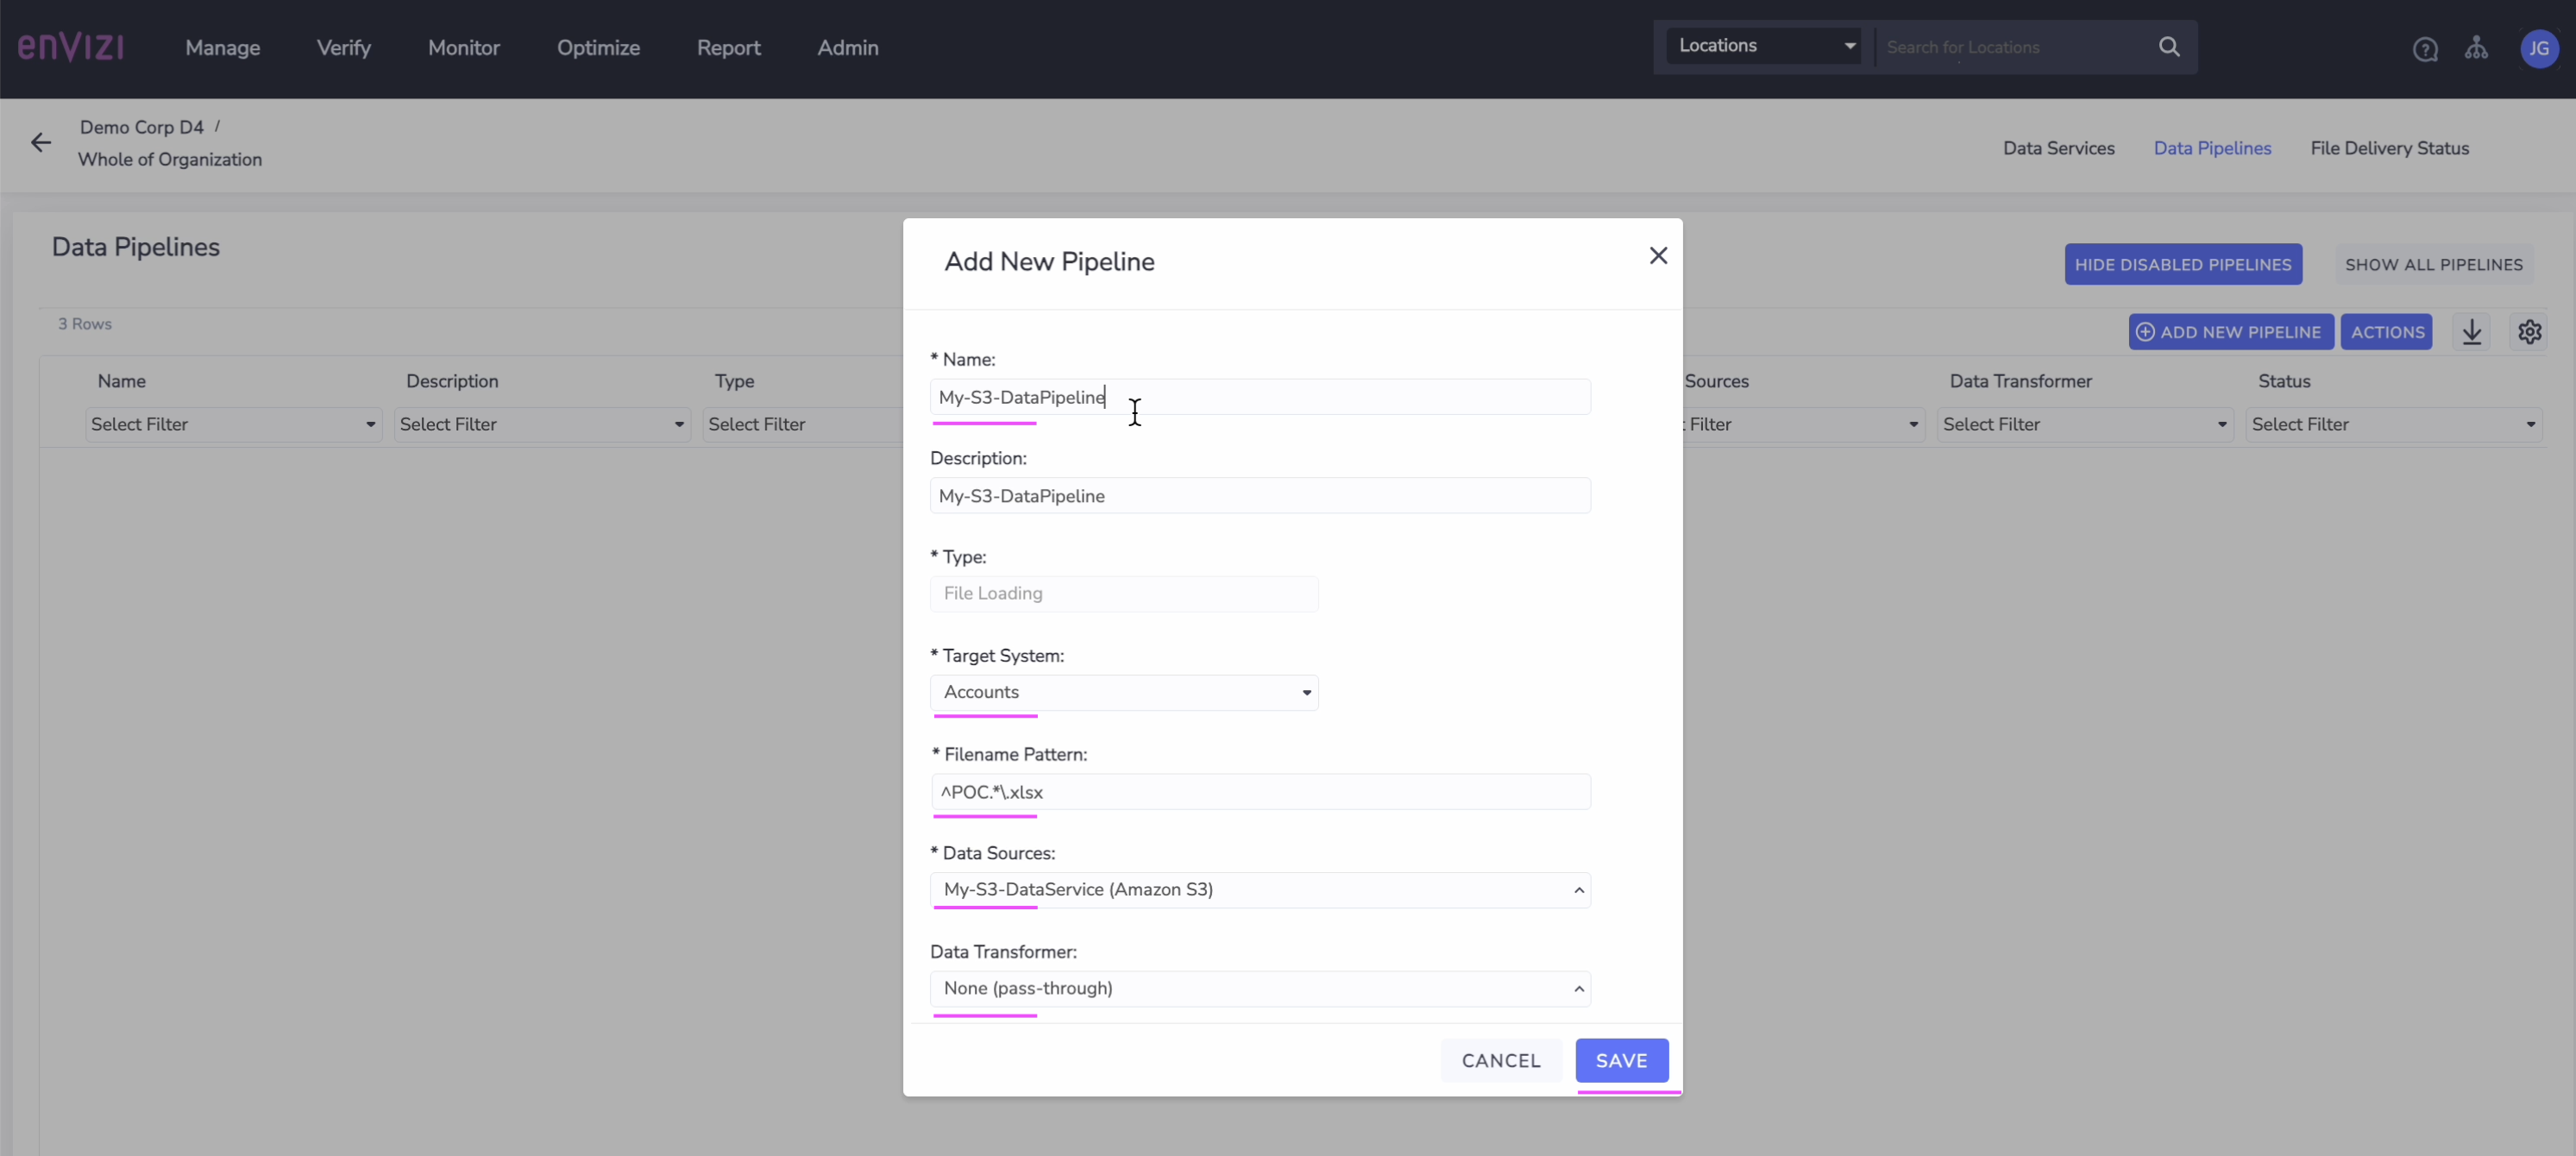 enVizi Manage Verify Monitor Optimize Report Admin Locations Search for Locations JG
Demo Corp D4 /
Whole of Organization
Data Services Data Pipelines File Delivery Status
Data Pipelines
HIDE DISABLED PIPELINES SHOW ALL PIPELINES
3 Rows
ADD NEW PIPELINE ACTIONS
Name Description Type Sources Data Transformer Status
Select Filter Select Filter Select Filter Filter Select Filter Select Filter
Add New Pipeline
* Name:
My-S3-DataPipeline
Description:
My-S3-DataPipeline
* Type:
File Loading
* Target System:
Accounts
* Filename Pattern:
^POC.*\.xlsx
* Data Sources:
My-S3-DataService (Amazon S3)
Data Transformer:
None (pass-through)
CANCEL SAVE